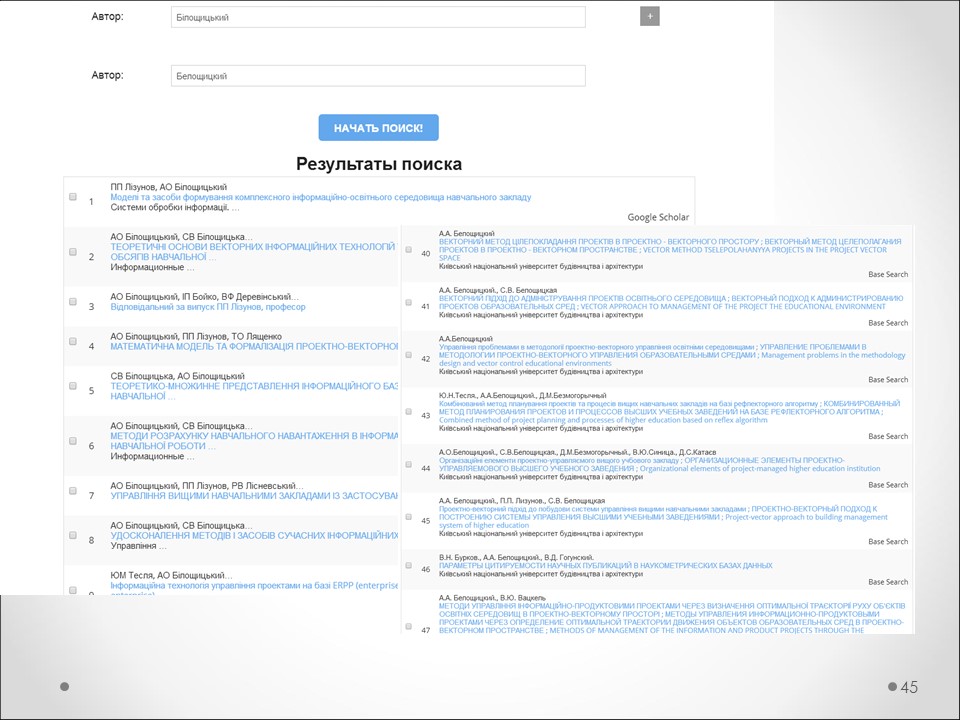 Автор:
Білощицький
+
Автор:
Белощицкий
НАЧАТЬ ПОИСК!
Результаты поиска
1
ПП Лізунов, АО Білощицький
Моделі та засоби формування комплексного інформаційно-освітнього середовища навчального закладу
Системи обробки інформації. ...
Google Scholar
2
АО Білощицький, СВ Білощицька...
ТЕОРЕТИЧНІ ОСНОВИ ВЕКТОРНИХ ІНФОРМАЦІЙНИХ ТЕХНОЛОГІЙ
ОБСЯГІВ НАВЧАЛЬНОЇ ...
Информационные ...
3
АО Білощицький, ІП Бойко, ВФ Деревінський...
Відповідальний за випуск ПП Лізунов, професор
4
АО Білощицький, ПП Лізунов, ТО Лященко
МАТЕМАТИЧНА МОДЕЛЬ ТА ФОРМАЛІЗАЦІЯ ПРОЕКТНО-ВЕКТОРНОГ
5
СВ Білощицька, АО Білощицький
ТЕОРЕТИКО-МНОЖИННЕ ПРЕДСТАВЛЕННЯ ІНФОРМАЦІЙНОГО БАЗ
НАВЧАЛЬНОЇ ...
6
АО Білощицький, СВ Білощицька
МЕТОДИ РОЗРАХУНКУ НАВЧАЛЬНОГО НАВАНТАЖЕННЯ В ІНФОРМА
НАВЧАЛЬНОЇ РОБОТИ ...
Информационные ...
7
АО Білощицький, ПП Лізунов, РВ Лісневський...
УПРАВЛІННЯ ВИЩИМИ НАВЧАЛЬНИМИ ЗАКЛАДАМИ ІЗ ЗАСТОСУВАН
8
АО Білощицький, СВ Білощицька...
УДОСКОНАЛЕННЯ МЕТОДІВ І ЗАСОБІВ СУЧАСНИХ ІНФОРМАЦІЙНИХ
Управління ...
ЮМ Тесля, АО Білощицький...
Інформаційна технологія управління проектами на базі ERPP (enterprise
40
А.А. Белощицкий
ВЕКТОРНИЙ МЕТОД ЦІЛЕПОКЛАДАННЯ ПРОЕКТІВ В ПРОЕКТНО - ВЕКТОРНОГО ПРОСТОРУ ; ВЕКТОРНЫЙ МЕТОД ЦЕЛЕПОЛАГАНИЯ
ПРОЕКТОВ В ПРОЕКТНО - ВЕКТОРНОМ ПРОСТРАНСТВЕ ; VECTOR METHOD TSELEPOLAHANYYA PROJECTS IN THE PROJECT VECTOR
SPACE
Київський національний університет будівництва і архітектури
Base Search
41
А.А. Белощицкий., С.В. Белощицкая
ВЕКТОРНИЙ ПІДХІД ДО АДМІНІСТРУВАННЯ ПРОЕКТІВ ОСВІТНЬОГО СЕРЕДОВИЩА ; ВЕКТОРНЫЙ ПОДХОД К АДМИНИСТРИРОВАНИЮ
ПРОЕКТОВ ОБРАЗОВАТЕЛЬНЫХ СРЕД ; VECTOR APPROACH TO MANAGEMENT OF THE PROJECT THE EDUCATIONAL ENVIRONMENT
Київський національний університет будівництва і архітектури
Base Search
42
А.А.Белощицкий
Управління проблемами в методології проектно-векторного управління освітніми середовищами ; УПРАВЛЕНИЕ ПРОБЛЕМАМИ В
МЕТОДОЛОГИИ ПРОЕКТНО-ВЕКТОРНОГО УПРАВЛЕНИЯ ОБРАЗОВАТЕЛЬНЫМИ СРЕДАМИ ; Management problems in the methodology
design and vector control educational environments
Київський національний університет будівництва і архітектури
Base Search
43
Ю.Н.Тесля., А.А.Белощицкий., Д.М.Безмогорычный
Комбінований метод планування проектів та процесів вищих навчальних закладів на базі рефлекторного алгоритму ; КОМБИНИРОВАННЫЙ
МЕТОД ПЛАНИРОВАНИЯ ПРОЕКТОВ И ПРОЦЕССОВ ВЫСШИХ УЧЕБНЫХ ЗАВЕДЕНИЙ НА БАЗЕ РЕФЛЕКТОРНОГО АЛГОРИТМА ;
Combined method of project planning and processes of higher education based on reflex algorithm
Київський національний університет будівництва і архітектури
Base Search
44
А.О.Белощицкий., С.В.Белощицкая., Д.М.Безмогорычный., В.Ю.Синица., Д.С.Катаєв
Організаційні елементи проектно-управляємого вищого учбового закладу ; ОРГАНИЗАЦИОННЫЕ ЭЛЕМЕНТЫ ПРОЕКТНО-
УПРАВЛЯЕМОВОГО ВЫСШЕГО УЧЕБНОГО ЗАВЕДЕНИЯ ; Organizational elements of project-managed higher education institution
Київський національний університет будівництва і архітектури
Base Search
45
А.А. Белощицкий., П.П. Лизунов., С.В. Белощицкая
Проектно-векторний підхід до побудови системи управління вищими навчальними закладами ; ПРОЕКТНО-ВЕКТОРНЫЙ ПОДХОД К
ПОСТРОЕНИЮ СИСТЕМЫ УПРАВЛЕНИЯ ВЫСШИМИ УЧЕБНЫМИ ЗАВЕДЕНИЯМИ ; Project-vector approach to building management
system of higher education
Київський національний університет будівництва і архітектури
Base Search
46
В.Н. Бурков., А.А. Белощицкий., В.Д. Гогунский.
ПАРАМЕТРЫ ЦИТИРУЕМОСТИ НАУЧНЫХ ПУБЛИКАЦИЙ В НАУКОМЕТРИЧЕСКИХ БАЗАХ ДАННЫХ
Київський національний університет будівництва і архітектури
Base Search
47
А.А. Белощицкий., В.Ю. Вацкель
МЕТОДИ УПРАВЛІННЯ ІНФОРМАЦІЙНО-ПРОДУКТОВИМИ ПРОЕКТАМИ ЧЕРЕЗ ВИЗНАЧЕННЯ ОПТИМАЛЬНОЇ ТРАЄКТОРІЇ РУХУ ОБ'ЄКТІВ
ОСВІТНІХ СЕРЕДОВИЩ В ПРОЕКТНО-ВЕКТОРНОМУ ПРОСТОРІ ; МЕТОДЫ УПРАВЛЕНИЯ ИНФОРМАЦИОННО-ПРОДУКТОВЫМИ
ПРОЕКТАМИ ЧЕРЕЗ ОПРЕДЕЛЕНИЕ ОПТИМАЛЬНОЙ ТРАЕКТОРИИ ДВИЖЕНИЯ ОБЪЕКТОВ ОБРАЗОВАТЕЛЬНЫХ СРЕД В ПРОЕКТНО-
ВЕКТОРНОМ ПРОСТРАНСТВЕ ; METHODS OF MANAGEMENT OF THE INFORMATION AND PRODUCT PROJECTS THROUGH THE
45